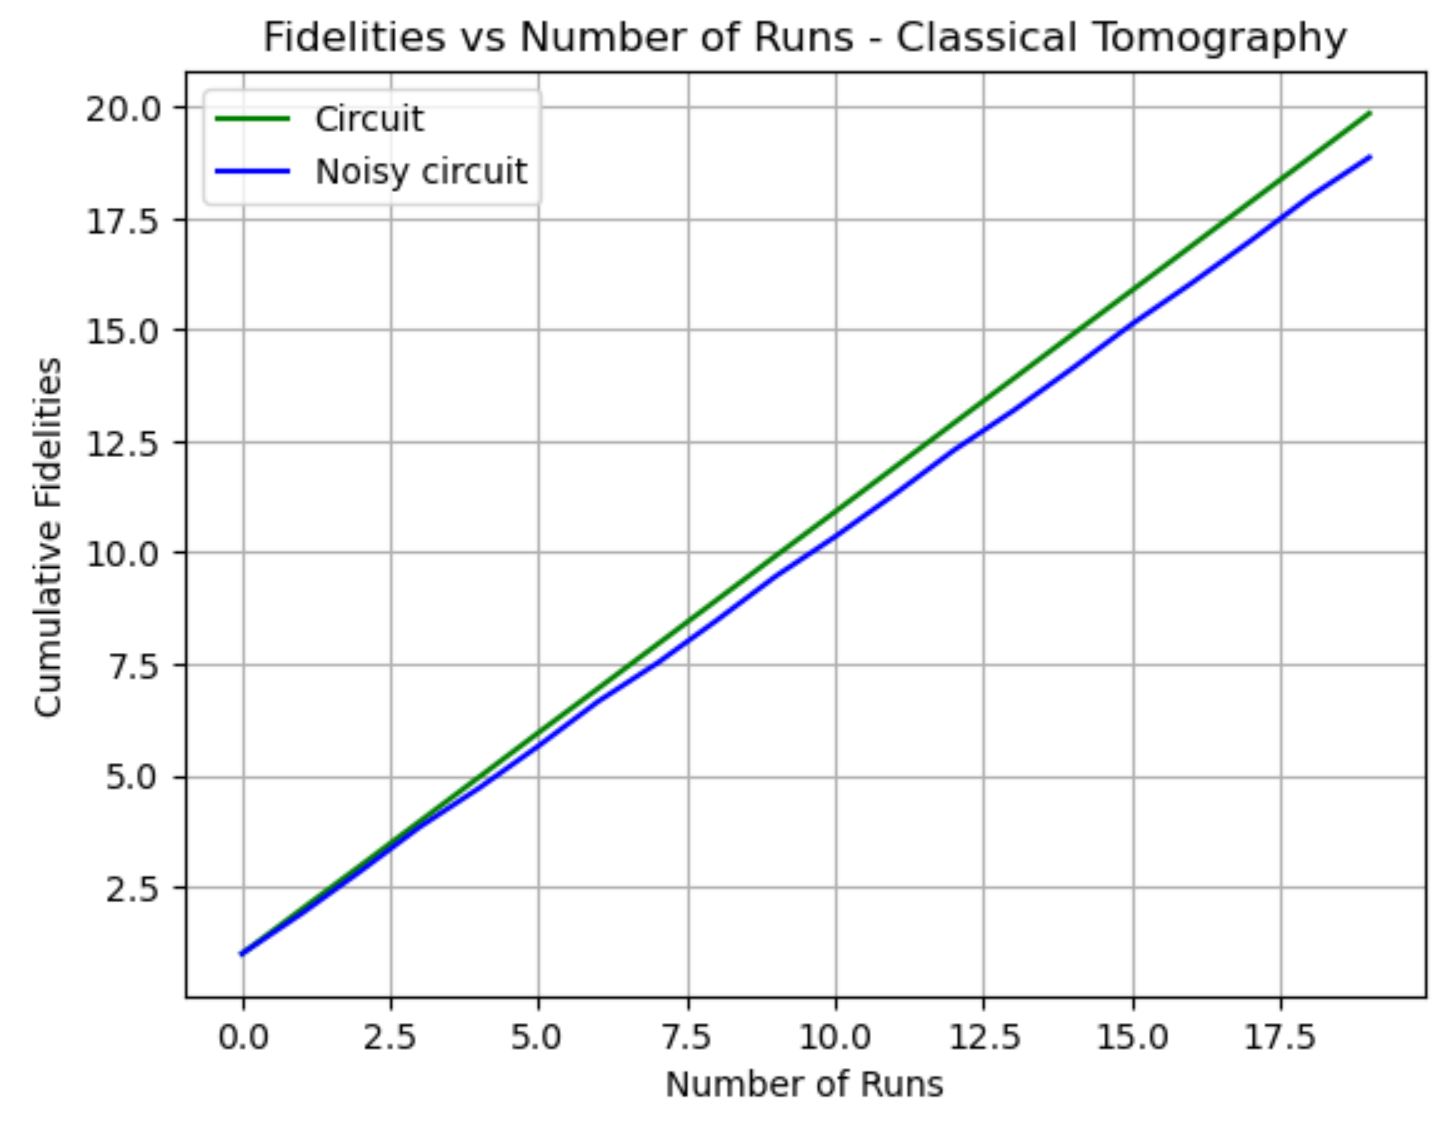 Fidelities vs Number of Runs - Classical Tomography
Circuit
Noisy circuit
Cumulative Fidelities
20.0
17.5
15.0
12.5
10.0
7.5
5.0
2.5
0.0 2.5 5.0 7.5 10.0 12.5 15.0 17.5
Number of Runs